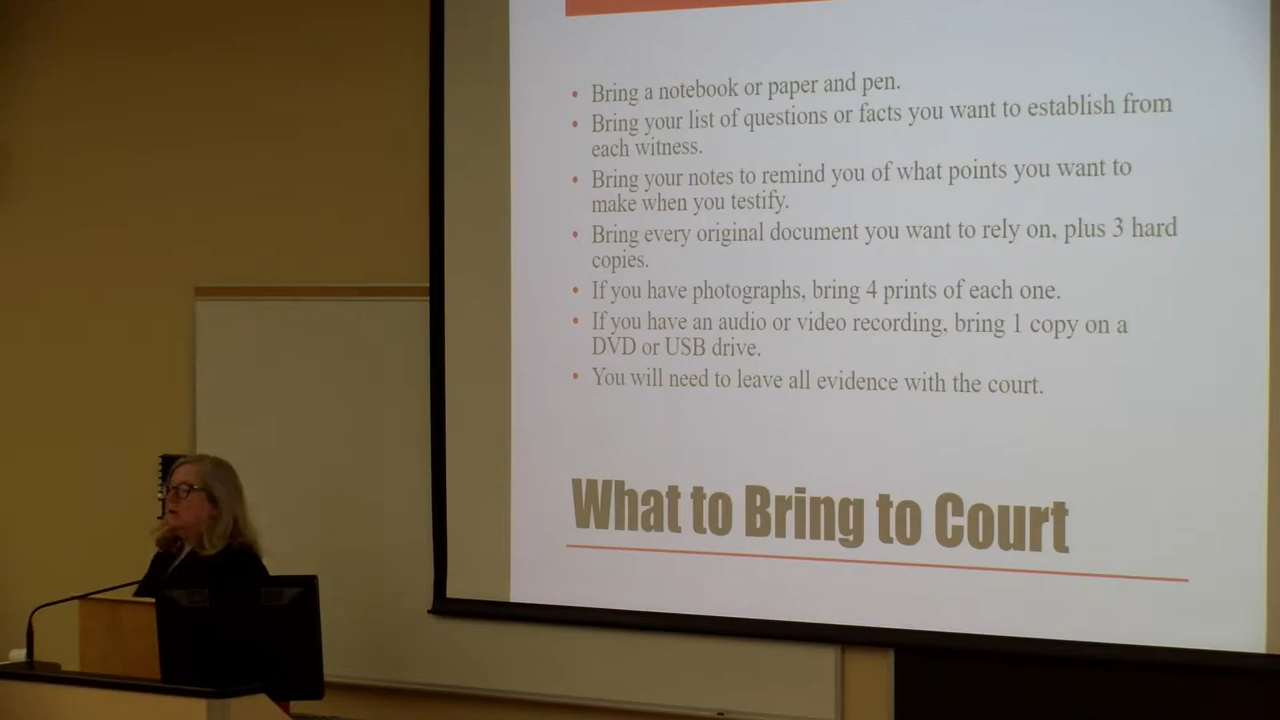 • Bring a notebook or paper and pen.
• Bring your list of questions or facts you want to establish from
each witness.
• Bring your notes to remind you of what points you want to
make when you testify.
• Bring every original document you want to rely on, plus 3 hard
copies.
• If you have photographs, bring 4 prints of each one.
• If you have an audio or video recording, bring 1 copy on a
DVD or USB drive.
• You will need to leave all evidence with the court.
What to Bring to Court